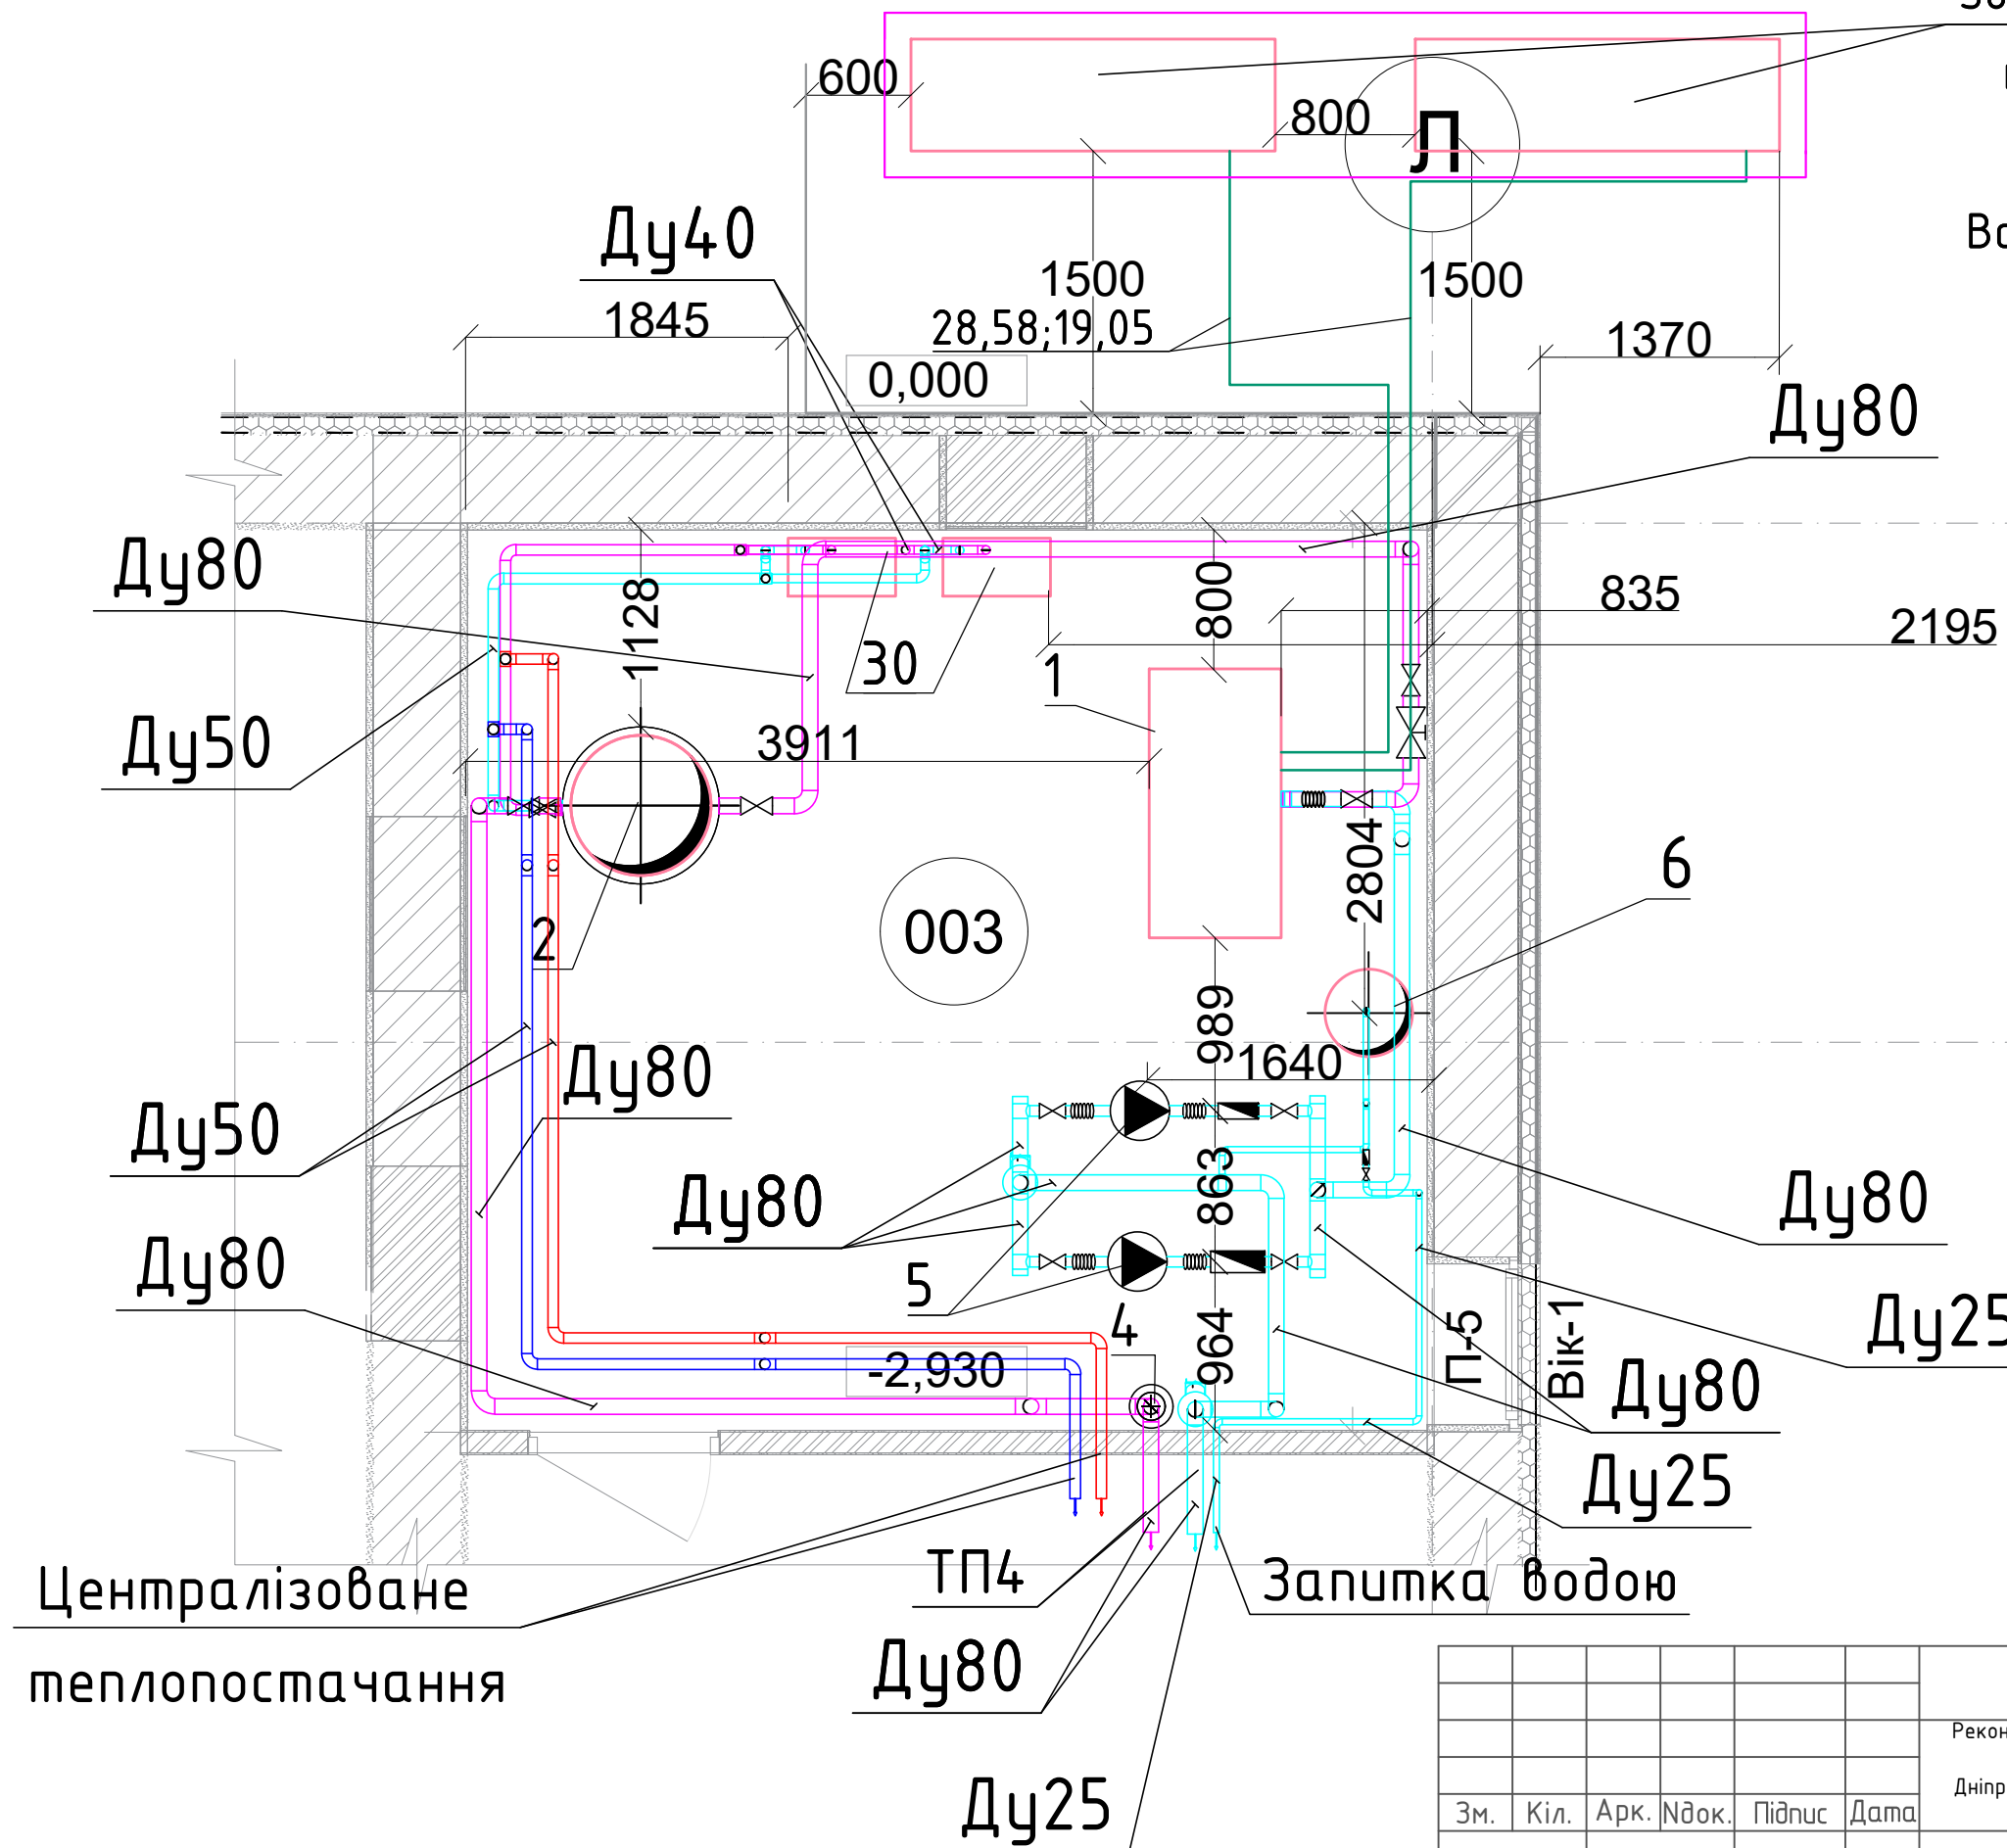 600
800
Л
Ду40
1500
1500
1845
28,58;19,05
1370
0,000
Ду80
Ду80
1128
800
835
2195
30
1
Ду50
3911
2804
6
2
003
989
1640
Ду80
Ду50
863
Ду80
Ду80
Ду80
5
4
964
П-5
Вік-1
Ду25
-2,930
Ду80
Ду25
ТП4
Запитка водою
Централізоване
теплопостачання
Ду80
Ду25
Зм.
Кіл.
Арк.
Nдок.
Підпис
Дата